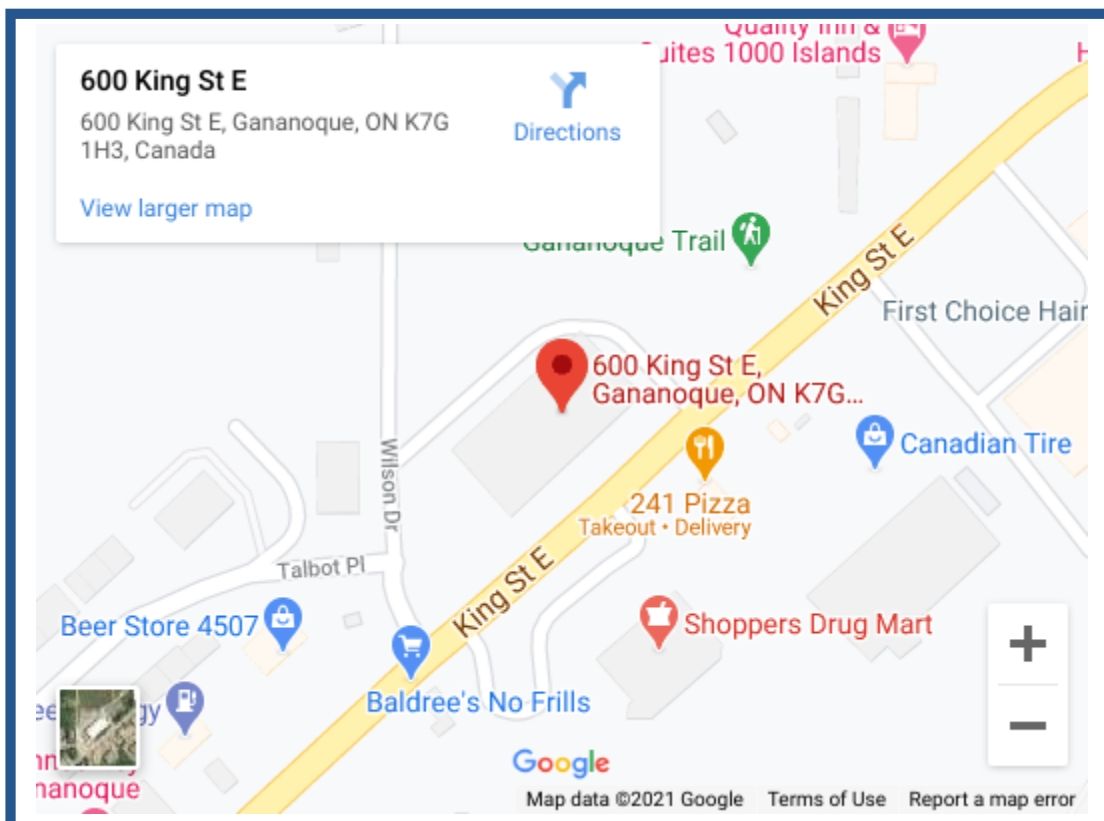 600 King St E
600 King St E, Gananoque, ON K7G
1H3, Canada
Directions
View larger map
Quality Inn &
Suites 1000 Islands
Gananoque Trail
King St E
First Choice Hair
600 King St E,
Gananoque, ON K7G...
Canadian Tire
241 Pizza
Takeout • Delivery
Wilson Dr
Talbot Pl
King St E
Beer Store 4507
Shoppers Drug Mart
Baldree's No Frills
+
−
nanoque
Google
Map data ©2021 Google
Terms of Use
Report a map error